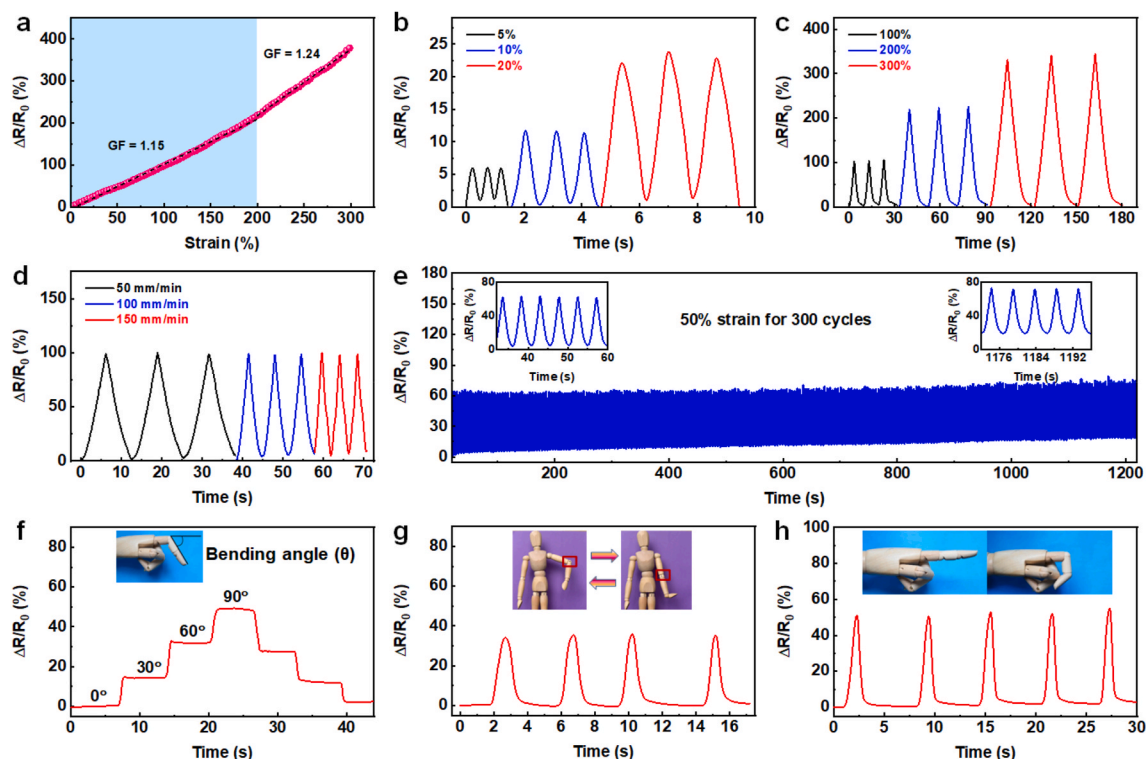 a
400
300
200
100
0
ΔR/R₀ (%)
GF = 1.15
GF = 1.24
0 50 100 150 200 250 300
Strain (%)
b
25
20
15
10
5
0
ΔR/R₀ (%)
5%
10%
20%
0 2 4 6 8 10
Time (s)
c
400
300
200
100
0
ΔR/R₀ (%)
100%
200%
300%
0 30 60 90 120 150 180
Time (s)
d
150
100
50
0
ΔR/R₀ (%)
50 mm/min
100 mm/min
150 mm/min
0 10 20 30 40 50 60 70
Time (s)
e
180
150
120
90
60
30
0
ΔR/R₀ (%)
80
40
0
ΔR/R₀ (%)
40 50 60
Time (s)
50% strain for 300 cycles
80
40
0
ΔR/R₀ (%)
1176 1184 1192
Time (s)
200 400 600 800 1000 1200
Time (s)
f
80
60
40
20
0
ΔR/R₀ (%)
Bending angle (θ)
0°
30°
60°
90°
0 10 20 30 40
Time (s)
g
80
60
40
20
0
ΔR/R₀ (%)
0 2 4 6 8 10 12 14 16
Time (s)
h
100
80
60
40
20
0
ΔR/R₀ (%)
0 5 10 15 20 25 30
Time (s)